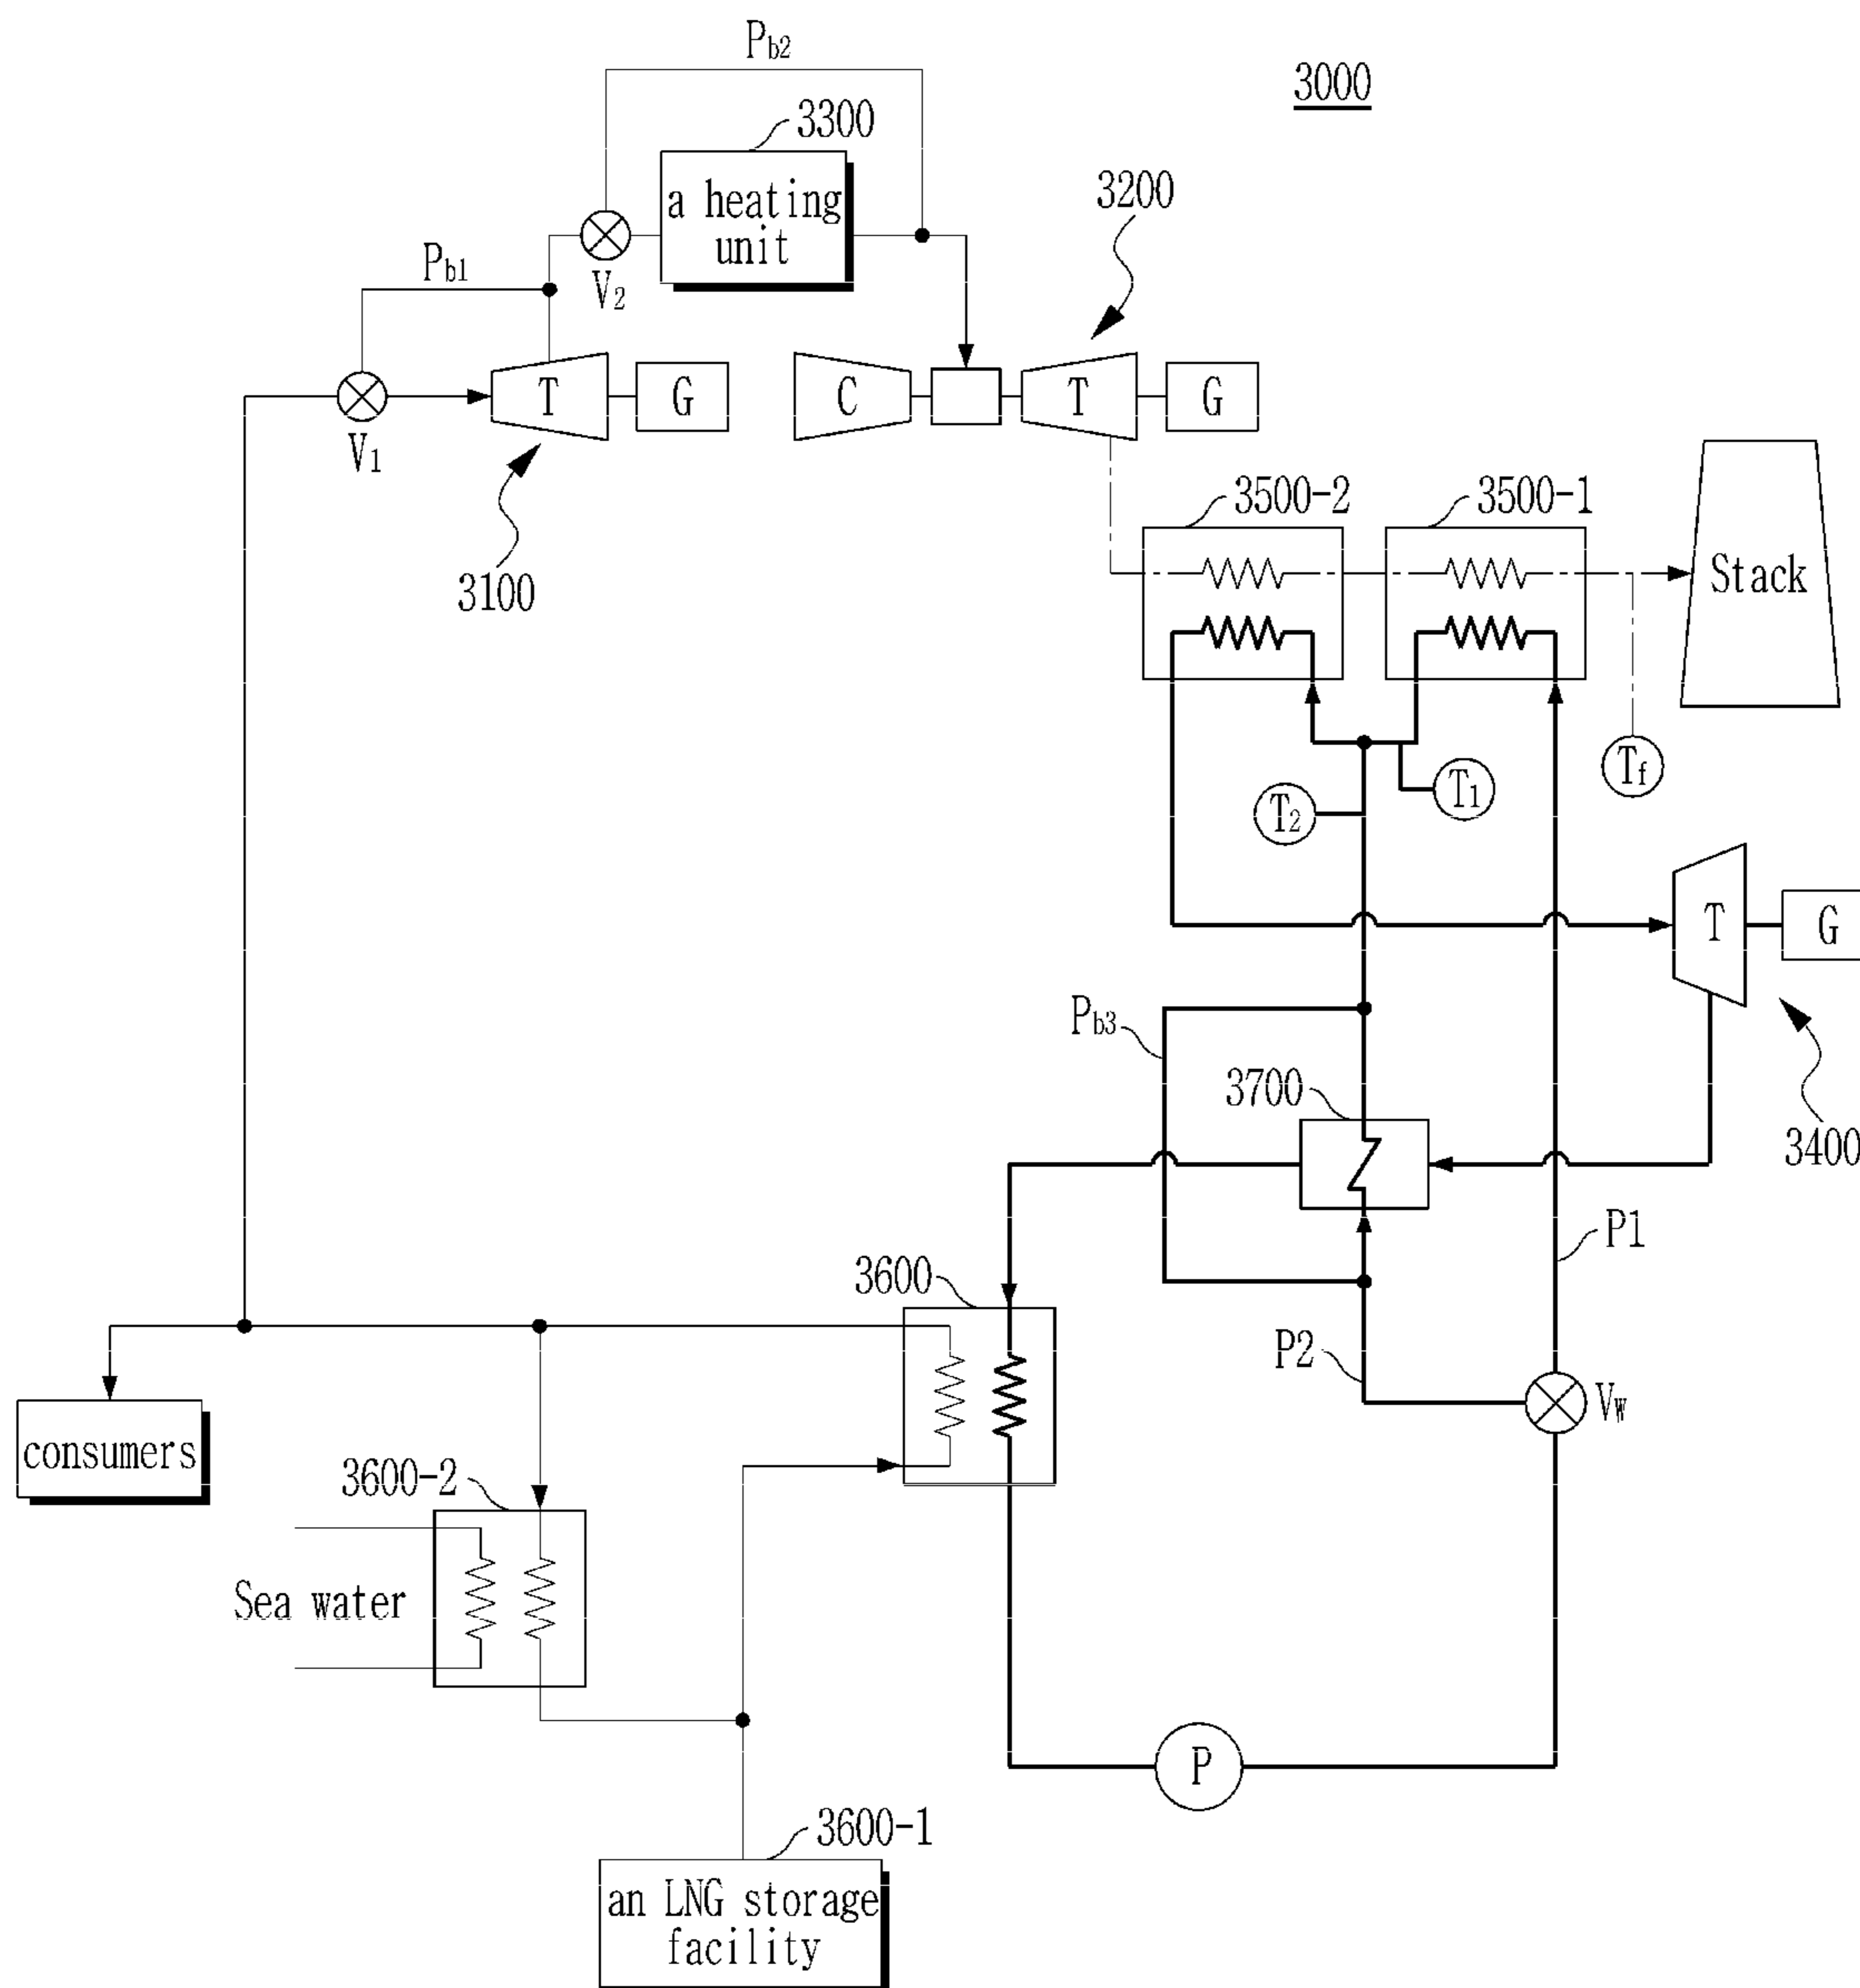 Pb2
3000
3300
a heating
unit
3200
Pb1
V2
T
G
C
T
G
V1
3100
3500-2
3500-1
Stack
Tf
T1
T2
T
G
Pb3
3700
3400
P1
3600
P2
Vw
consumers
3600-2
Sea water
P
3600-1
an LNG storage
facility